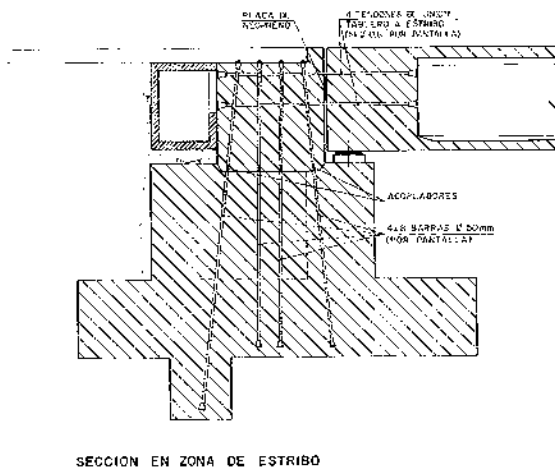 PLACA DE
4 TENDONES DE UNION
TABLERO A ESTRIBO
POR PANTALLA)
ACOPLADORES
4x8 BARRAS Ø 50mm
(POR PANTALLA)
SECCION EN ZONA DE ESTRIBO